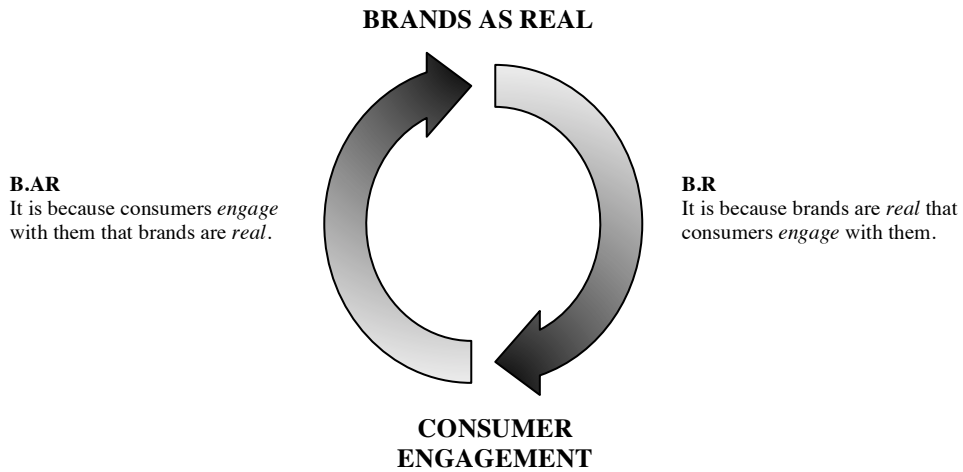 BRANDS AS REAL
B.AR
It is because consumers engage
with them that brands are real.
B.R
It is because brands are real that
consumers engage with them.
CONSUMER
ENGAGEMENT